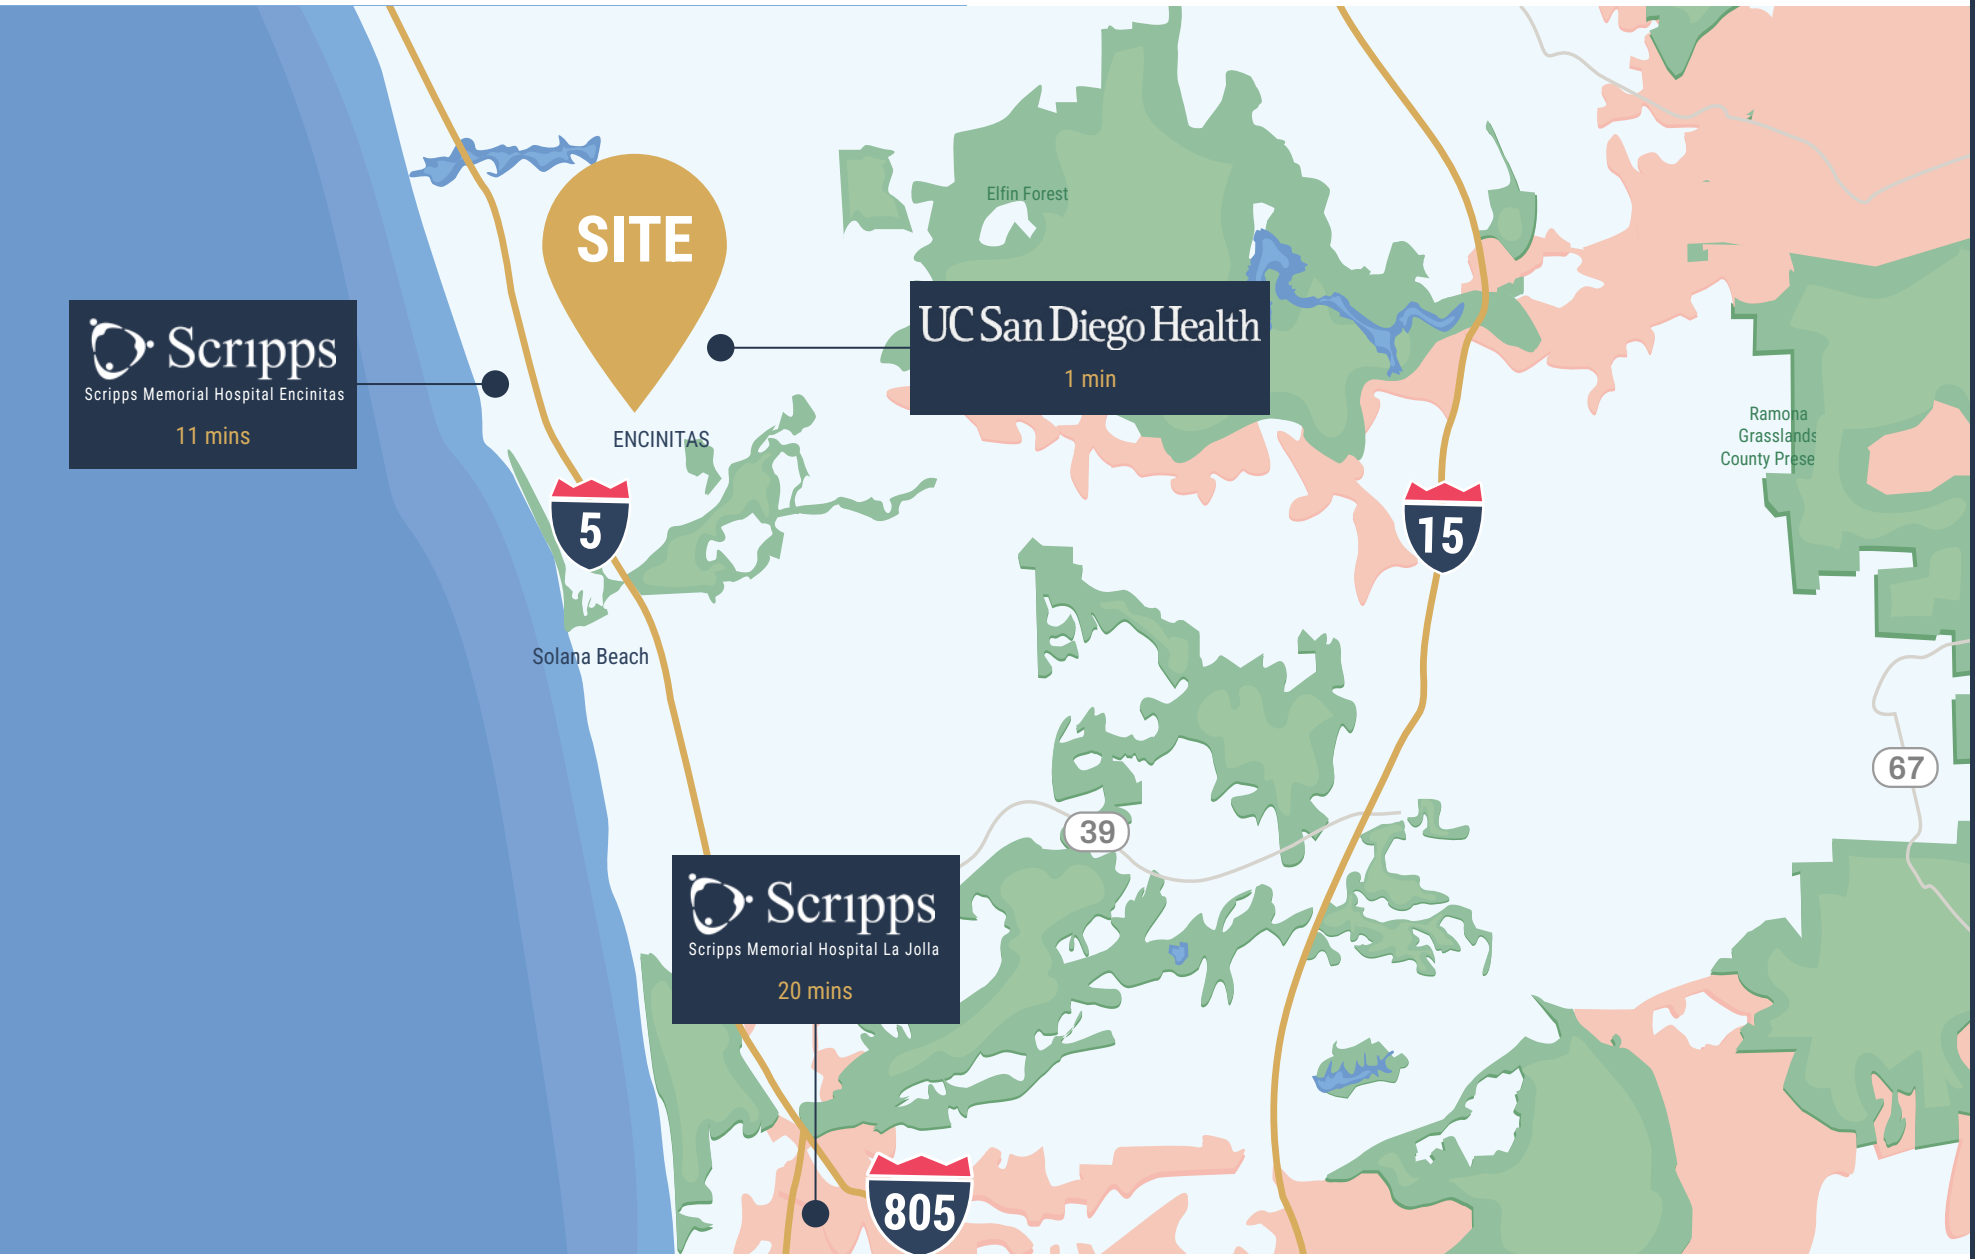 Elfin Forest
SITE
UC San Diego Health
1 min
Scripps
Scripps Memorial Hospital Encinitas
11 mins
ENCINITAS
Ramona
Grasslands
County Prese
5
15
Solana Beach
67
39
Scripps
Scripps Memorial Hospital La Jolla
20 mins
805